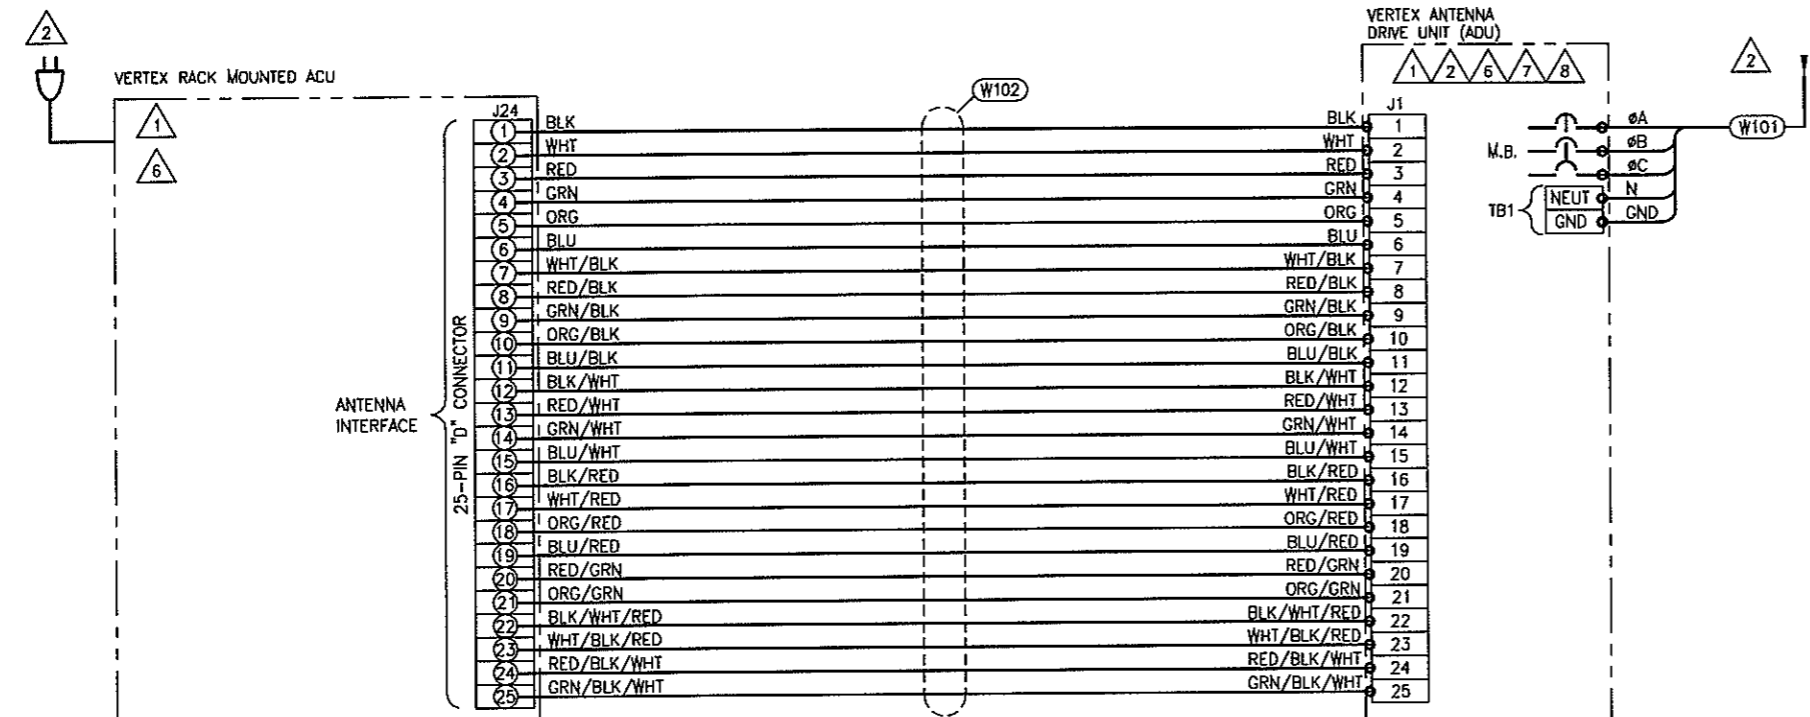 VERTEX ANTENNA
DRIVE UNIT (ADU)
2
VERTEX RACK MOUNTED ACU
1
6
W102
1 2 6 7 8
2
J24
J1
1 BLK BLK 1
2 WHT WHT 2
3 RED RED 3
4 GRN GRN 4
5 ORG ORG 5
6 BLU BLU 6
7 WHT/BLK WHT/BLK 7
8 RED/BLK RED/BLK 8
9 GRN/BLK GRN/BLK 9
10 ORG/BLK ORG/BLK 10
11 BLU/BLK BLU/BLK 11
12 BLK/WHT BLK/WHT 12
13 RED/WHT RED/WHT 13
14 GRN/WHT GRN/WHT 14
15 BLU/WHT BLU/WHT 15
16 BLK/RED BLK/RED 16
17 WHT/RED WHT/RED 17
18 ORG/RED ORG/RED 18
19 BLU/RED BLU/RED 19
20 RED/GRN RED/GRN 20
21 ORG/GRN ORG/GRN 21
22 BLK/WHT/RED BLK/WHT/RED 22
23 WHT/BLK/RED WHT/BLK/RED 23
24 RED/BLK/WHT RED/BLK/WHT 24
25 GRN/BLK/WHT GRN/BLK/WHT 25
25-PIN "D" CONNECTOR
ANTENNA
INTERFACE
M.B.
øA
øB
øC
W101
TB1
NEUT N
GND GND